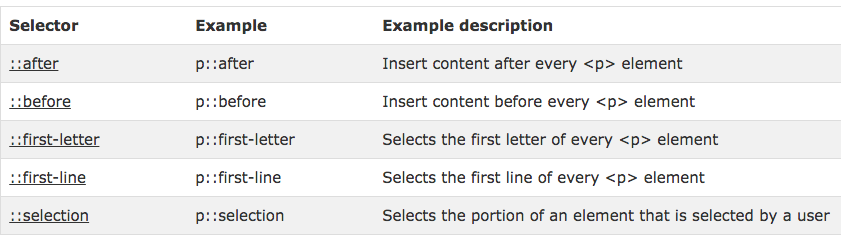 Selector Example Example description
::after p::after Insert content after every <p> element
::before p::before Insert content before every <p> element
::first-letter p::first-letter Selects the first letter of every <p> element
::first-line p::first-line Selects the first line of every <p> element
::selection p::selection Selects the portion of an element that is selected by a user